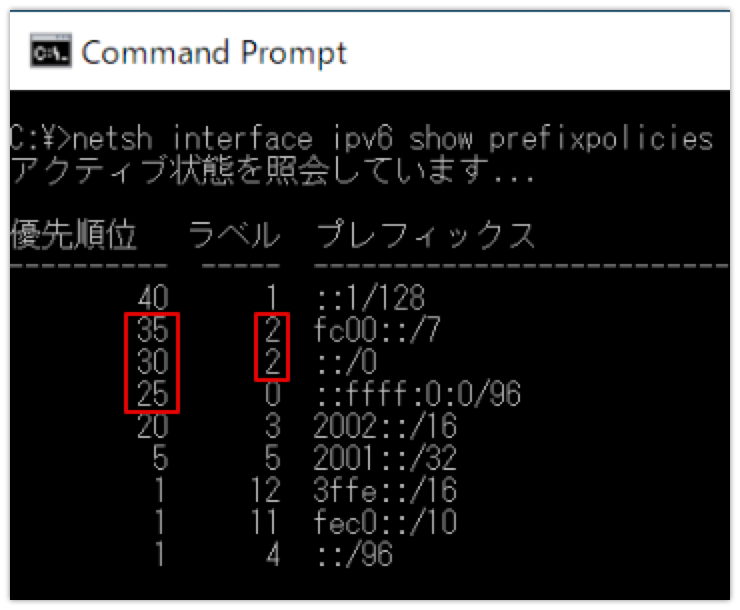 Command Prompt
C:¥>netsh interface ipv6 show prefixpolicies
アクティブ状態を照会しています...
優先順位 ラベル プレフィックス
---------- ----- --------------------------
40 1 ::1/128
35 2 fc00::/7
30 2 ::/0
25 0 ::ffff:0:0/96
20 3 2002::/16
5 5 2001::/32
1 12 3ffe::/16
1 11 fec0::/10
1 4 ::/96